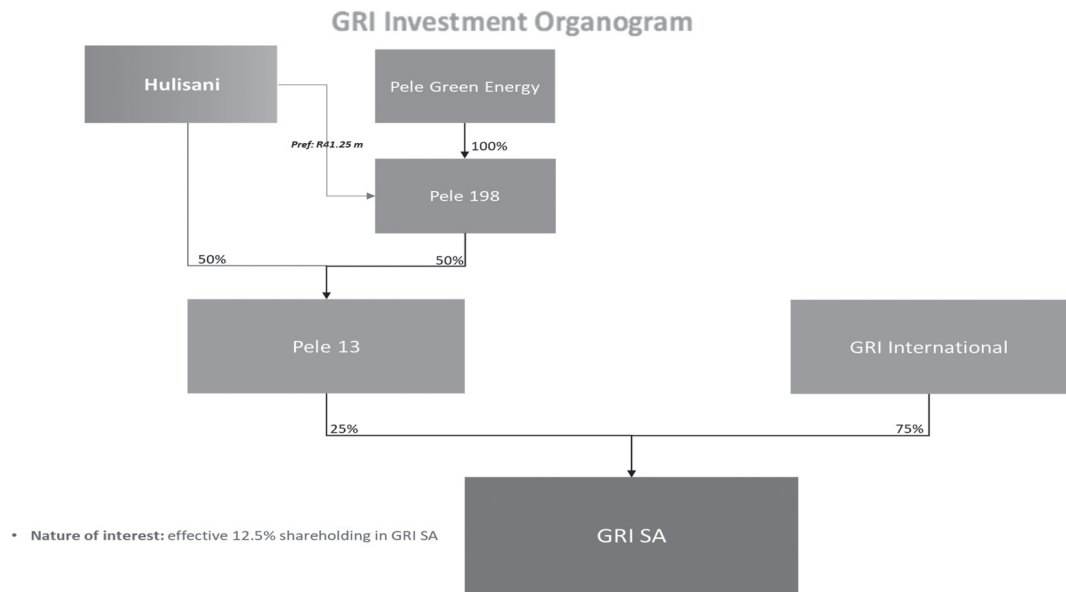 GRI Investment Organogram
Hulisani
Pele Green Energy
Pref: R41.25 m
100%
Pele 198
50%
50%
Pele 13
GRI International
25%
75%
• Nature of interest: effective 12.5% shareholding in GRI SA
GRI SA